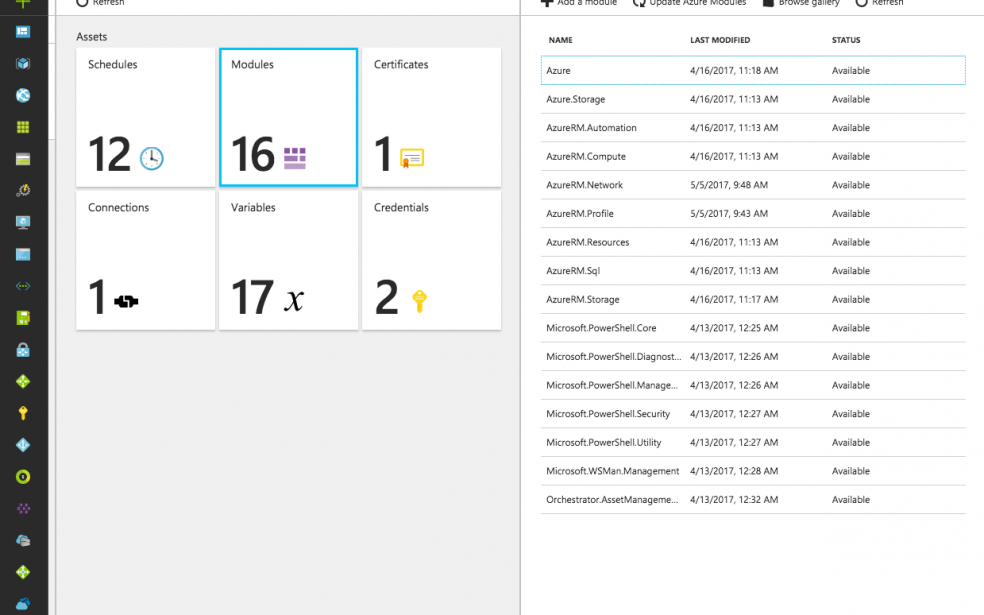 Refresh
Add a module Update Azure Modules Browse gallery Refresh
Assets
Schedules Modules Certificates
12 16 1
Connections Variables Credentials
1 17 x 2
NAME LAST MODIFIED STATUS
Azure 4/16/2017, 11:18 AM Available
Azure.Storage 4/16/2017, 11:13 AM Available
AzureRM.Automation 4/16/2017, 11:13 AM Available
AzureRM.Compute 4/16/2017, 11:13 AM Available
AzureRM.Network 5/5/2017, 9:48 AM Available
AzureRM.Profile 5/5/2017, 9:43 AM Available
AzureRM.Resources 4/16/2017, 11:13 AM Available
AzureRM.Sql 4/16/2017, 11:13 AM Available
AzureRM.Storage 4/16/2017, 11:17 AM Available
Microsoft.PowerShell.Core 4/13/2017, 12:25 AM Available
Microsoft.PowerShell.Diagnost... 4/13/2017, 12:26 AM Available
Microsoft.PowerShell.Manage... 4/13/2017, 12:26 AM Available
Microsoft.PowerShell.Security 4/13/2017, 12:27 AM Available
Microsoft.PowerShell.Utility 4/13/2017, 12:27 AM Available
Microsoft.WSMan.Management 4/13/2017, 12:28 AM Available
Orchestrator.AssetManageme... 4/13/2017, 12:32 AM Available